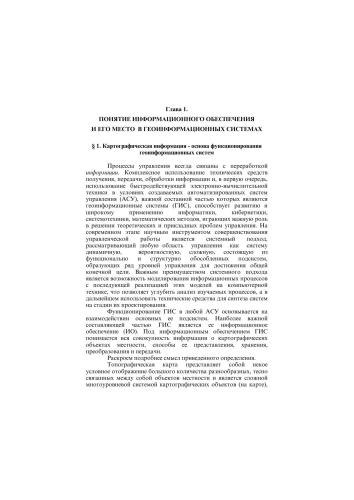 Глава 1.
ПОНЯТИЕ ИНФОРМАЦИОННОГО ОБЕСПЕЧЕНИЯ
И ЕГО МЕСТО В ГЕОИНФОРМАЦИОННЫХ СИСТЕМАХ
§ 1. Картографическая информация - основа функционирования
геоинформационных систем
Процессы управления всегда связаны с переработкой
информации. Комплексное использование технических средств
получения, передачи, обработки информации и, в первую очередь,
использование быстродействующей электронно-вычислительной
техники в условиях создаваемых автоматизированных систем
управления (АСУ), важной составной частью которых являются
геоинформационные системы (ГИС), способствует развитию и
широкому применению информатики, кибернетики,
системотехники, математических методов, играющих важную роль
в решении теоретических и прикладных проблем управления. На
современном этапе научным инструментом совершенствования
управленческой работы является системный подход,
рассматривающий любую область управления как систему
динамичную, вероятностную, сложную, состоящую из
функционально и структурно обособленных подсистем,
образующих ряд уровней управления для достижения общей
конечной цели. Важным преимуществом системного подхода
является возможность моделирования информационных процессов
с последующей реализацией этих моделей на компьютерной
технике, что позволяет углубить анализ изучаемых процессов, а в
дальнейшем использовать технические средства для синтеза систем
на стадии их проектирования.
Функционирование ГИС в любой АСУ основывается на
взаимодействии основных ее подсистем. Наиболее важной
составляющей частью ГИС является ее информационное
обеспечение (ИО). Под информационным обеспечением ГИС
понимается вся совокупность информации о картографических
объектах местности, способы ее представления, хранения,
преобразования и передачи.
Раскроем подробнее смысл приведенного определения.
Топографическая карта представляет собой некое
условное отображение большого количества разнообразных, тесно
связанных между собой объектов местности и является сложной
многоуровневой системой картографических объектов (на карте),